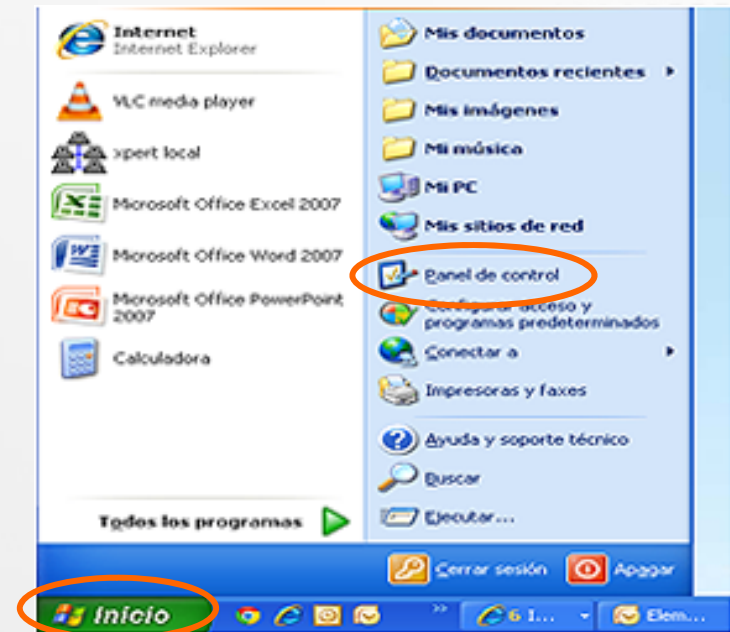 Internet
Internet Explorer
VLC media player
xpert local
Microsoft Office Excel 2007
Microsoft Office Word 2007
Microsoft Office PowerPoint
2007
Calculadora
Todos los programas
Mis documentos
Documentos recientes
Mis imágenes
Mi música
Mi PC
Mis sitios de red
Panel de control
Configurar acceso y
programas predeterminados
Conectar a
Impresoras y faxes
Ayuda y soporte técnico
Buscar
Ejecutar...
Cerrar sesión
Apagar
Inicio
»
6 I...
Elem...